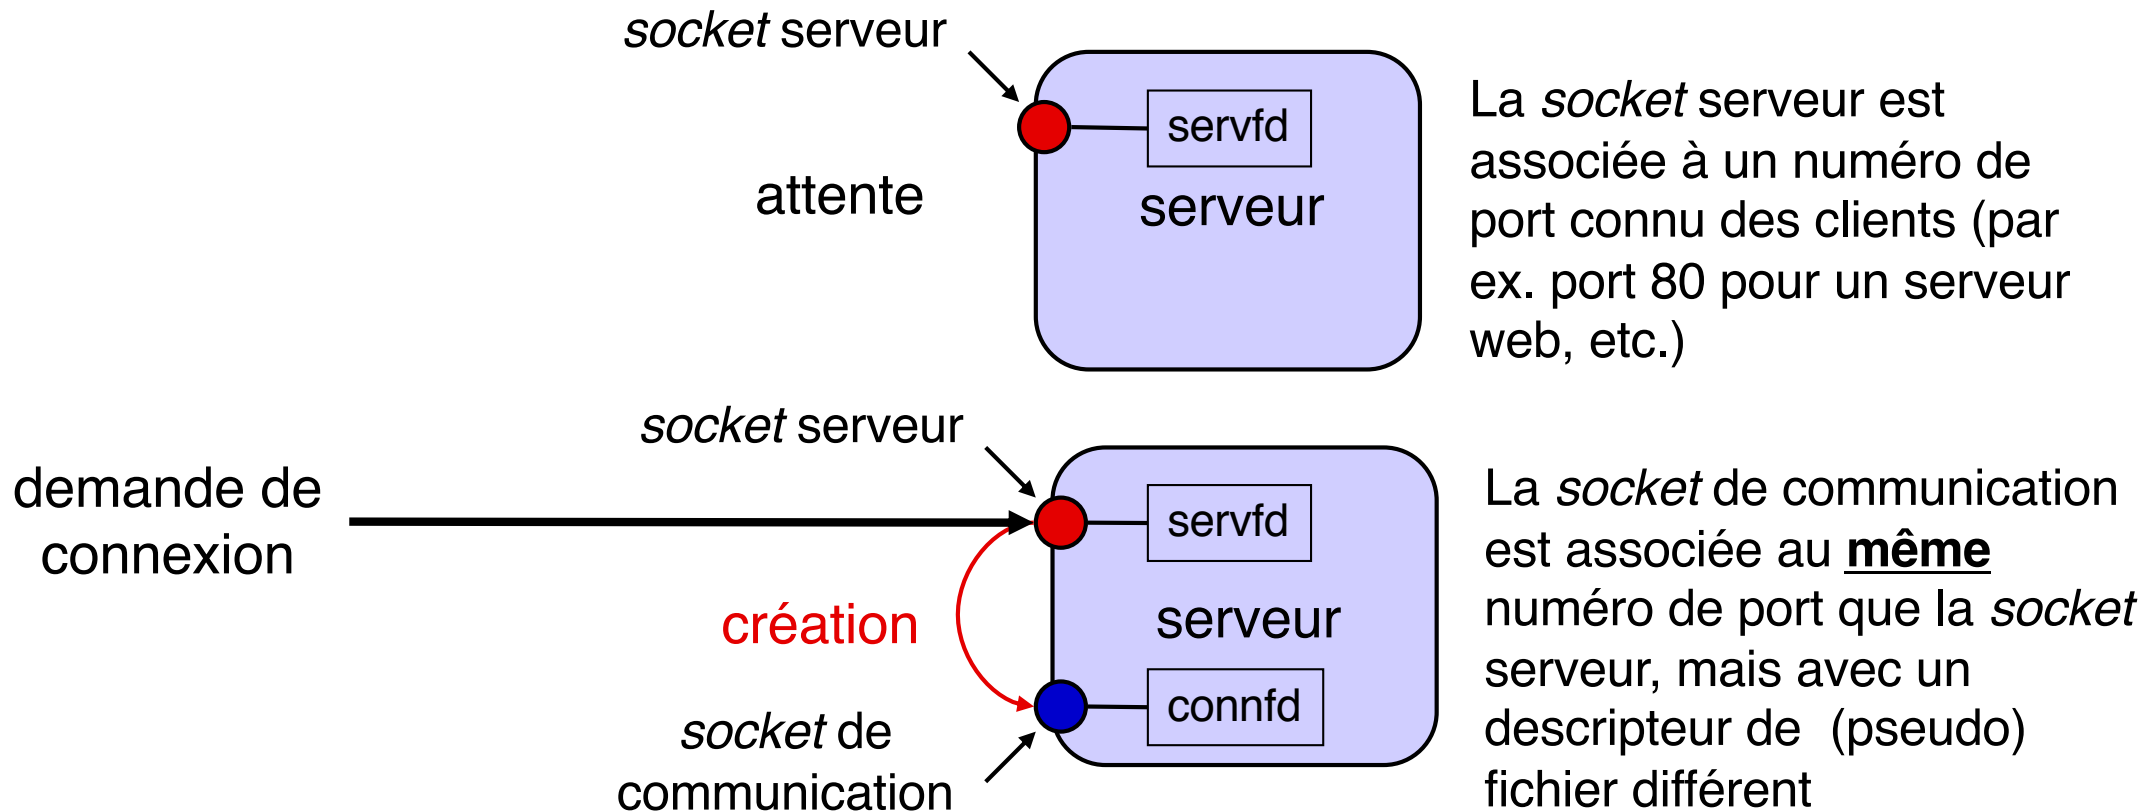 socket serveur
servfd
attente
serveur
La socket serveur est
associée à un numéro de
port connu des clients (par
ex. port 80 pour un serveur
web, etc.)
socket serveur
demande de
connexion
servfd
création
serveur
connfd
socket de
communication
La socket de communication
est associée au même
numéro de port que la socket
serveur, mais avec un
descripteur de (pseudo)
fichier différent